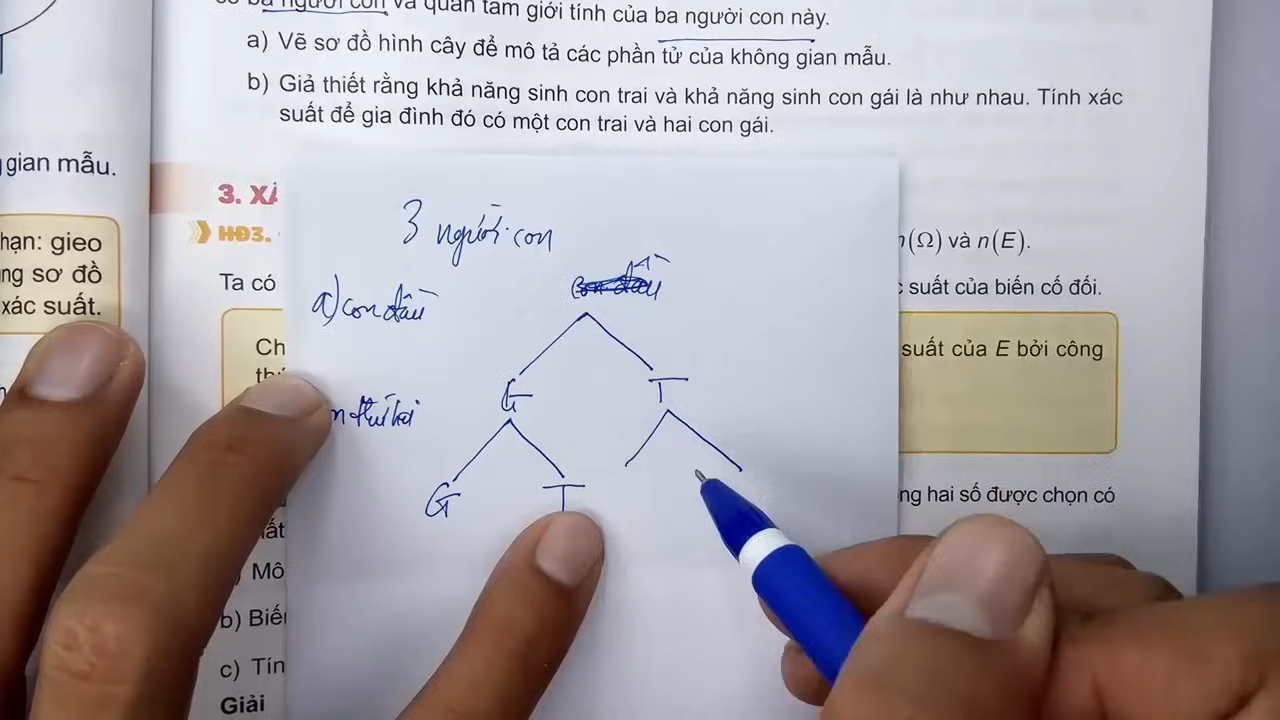 ba người con và quan tâm giới tính của ba người con này.
a) Vẽ sơ đồ hình cây để mô tả các phần tử của không gian mẫu.
b) Giả thiết rằng khả năng sinh con trai và khả năng sinh con gái là như nhau. Tính xác
suất để gia đình đó có một con trai và hai con gái.
gian mẫu.
3. XÁ
HĐ3.
hạn: gieo
ng sơ đồ
xác suất.
Ta có
Ch
n(Ω) và n(E).
suất của biến cố đối.
suất của E bởi công
ng hai số được chọn có
Mô
b) Biế
c) Tín
Giải
3 người con
a) con đầu
thứ hai
G T
G T